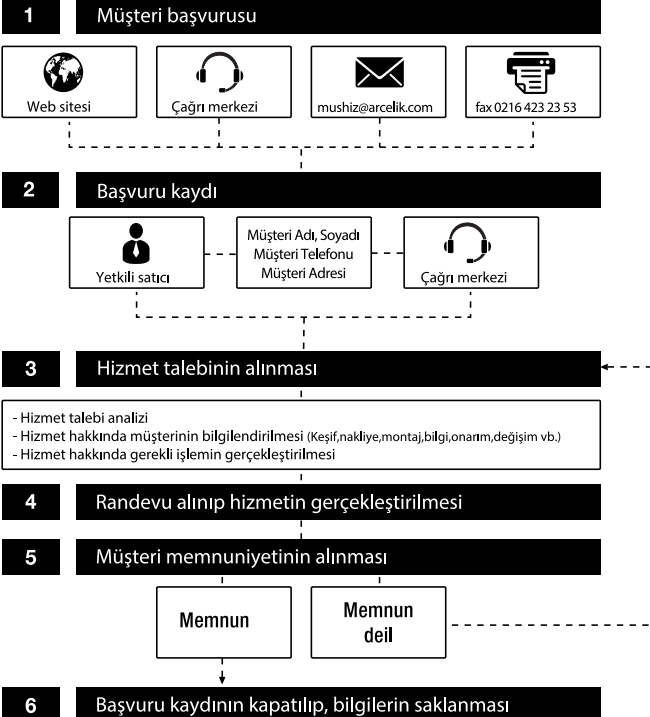 1 Müşteri başvurusu
Web sitesi
Çağrı merkezi
mushiz@arcelik.com
fax 0216 423 23 53
2 Başvuru kaydı
Yetkili satıcı
Müşteri Adı, Soyadı
Müşteri Telefonu
Müşteri Adresi
Çağrı merkezi
3 Hizmet talebinin alınması
- Hizmet talebi analizi
- Hizmet hakkında müşterinin bilgilendirilmesi (Keşif,nakliye,montaj,bilgi,onarım,değişim vb.)
- Hizmet hakkında gerekli işlemin gerçekleştirilmesi
4 Randevu alınıp hizmetin gerçekleştirilmesi
5 Müşteri memnuniyetinin alınması
Memnun
Memnun
deil
6 Başvuru kaydının kapatılıp, bilgilerin saklanması